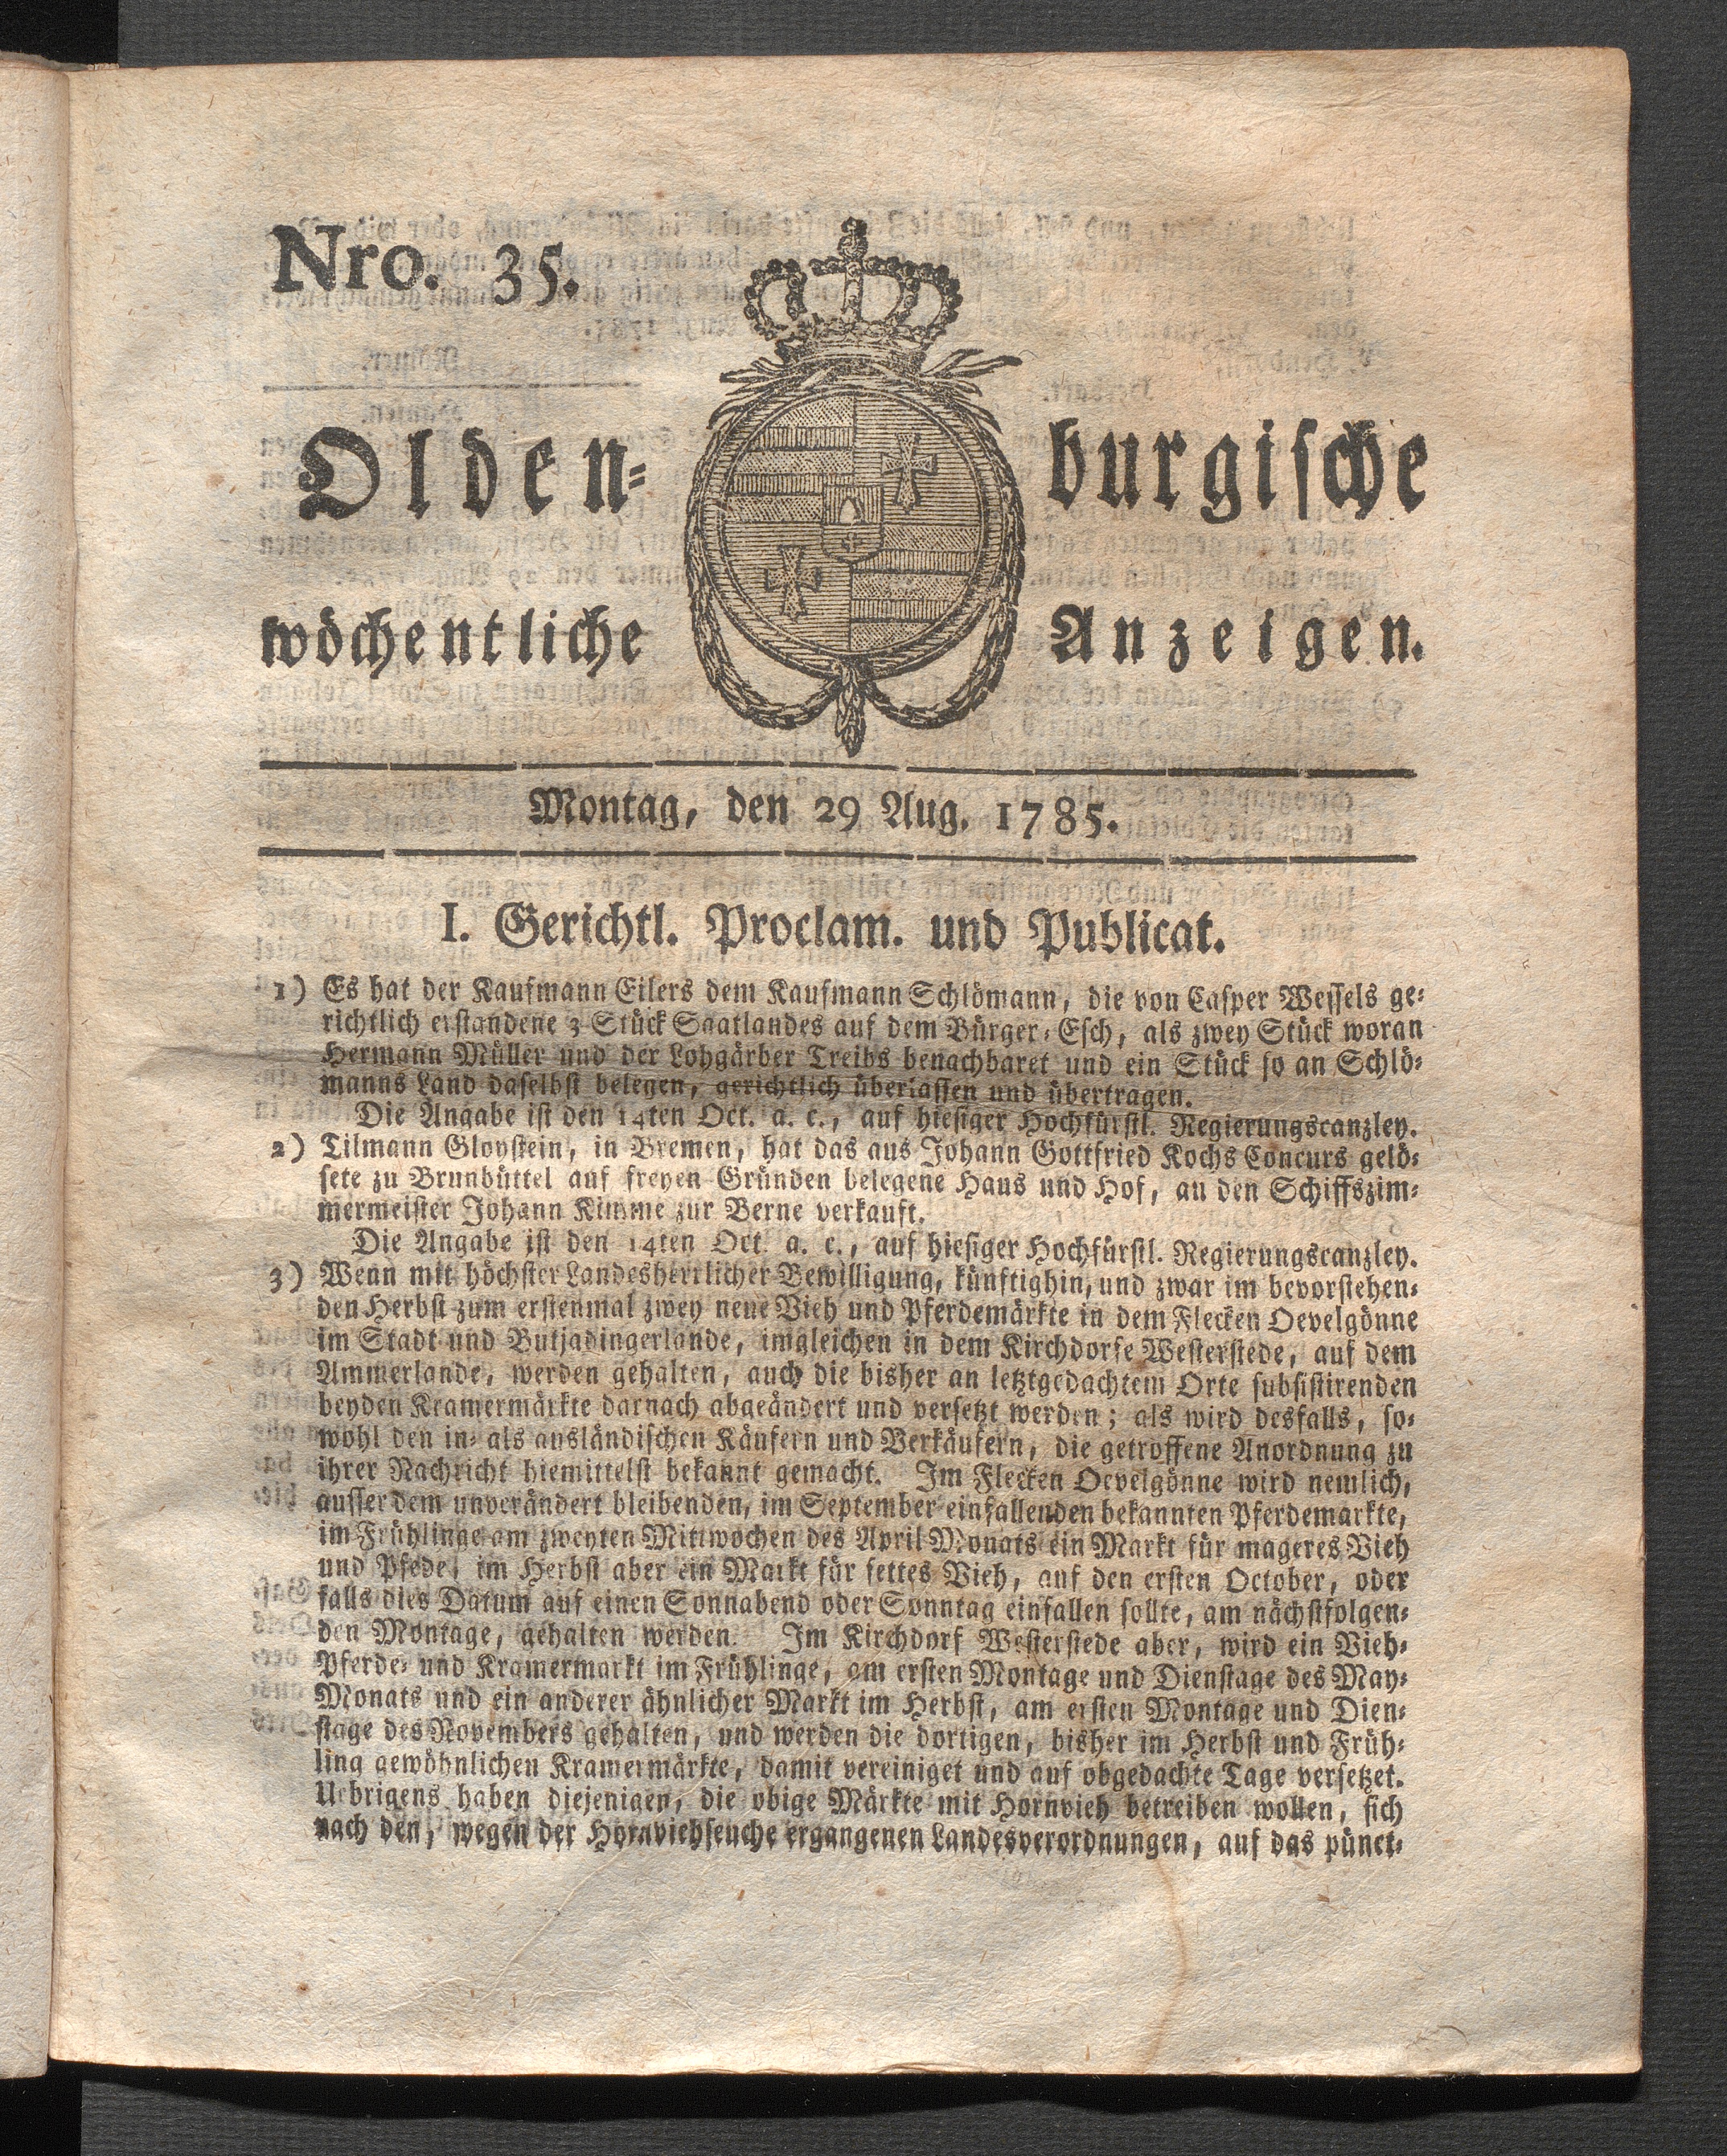 Nro. 35.
Olden- burgische
wöchentliche Anzeigen.
Montag, den 29 Aug. 1785.
I. Gerichtl. Proclam. und Publicat.
1) Es hat der Kaufmann Eilers dem Kaufmann Schlömann, die von Casper Wessels ge-
richtlich erstandene 3 Stück Saatlandes auf dem Bürger-Esch, als zwey Stück woran
Hermann Müller und der Lohgärber Treibs benachbaret und ein Stück so an Schlö-
manns Land daselbst belegen, gerichtlich überlassen und übertragen.
Die Angabe ist den 14ten Oct. a. c., auf hiesiger Hochfürstl. Regierungscanzley.
2) Tilmann Gloystein, in Bremen, hat das aus Johann Gottfried Kochs Concurs gelö-
sete zu Brunbüttel auf freyen Gründen belegene Haus und Hof, an den Schiffszim-
mermeister Johann Kimme zur Berne verkauft.
Die Angabe ist den 14ten Oct. a. c., auf hiesiger Hochfürstl. Regierungscanzley.
3) Wenn mit höchster Landesherrlicher Bewilligung, künftighin, und zwar im bevorstehen-
den Herbst zum erstenmal zwey neue Vieh und Pferdemärkte in dem Flecken Oevelgönne
im Stadt und Butjadingerlande, imgleichen in dem Kirchdorfe Westerstede, auf dem
Ammerlande, werden gehalten, auch die bisher an letztgedachtem Orte subsistirenden
beyden Kramermärkte darnach abgeändert und versetzt werden; als wird desfalls, so-
wohl den in- als ausländischen Käufern und Verkäufern, die getroffene Anordnung zu
ihrer Nachricht hiemittelst bekannt gemacht. Im Flecken Oevelgönne wird nemlich,
ausser dem unverändert bleibenden, im September einfallenden bekannten Pferdemarkte,
im Frühlinge am zweyten Mittwochen des April Monats ein Markt für mageres Vieh
und Pfede, im Herbst aber ein Markt für fettes Vieh, auf den ersten October, oder
falls dies Datum auf einen Sonnabend oder Sonntag einfallen sollte, am nächstfolgen-
den Montage, gehalten werden. Im Kirchdorf Westerstede aber, wird ein Vieh-
Pferde- und Kramermarkt im Frühlinge, am ersten Montage und Dienstage des May-
Monats und ein anderer ähnlicher Markt im Herbst, am ersten Montage und Dien-
stage des Novembers gehalten, und werden die dortigen, bisher im Herbst und Früh-
ling gewöhnlichen Kramermärkte, damit vereiniget und auf obgedachte Tage versetzet.
Uebrigens haben diejenigen, die obige Märkte mit Hornvieh betreiben wollen, sich
nach den, wegen der Hornviehseuche ergangenen Landesverordnungen, auf das pünct-